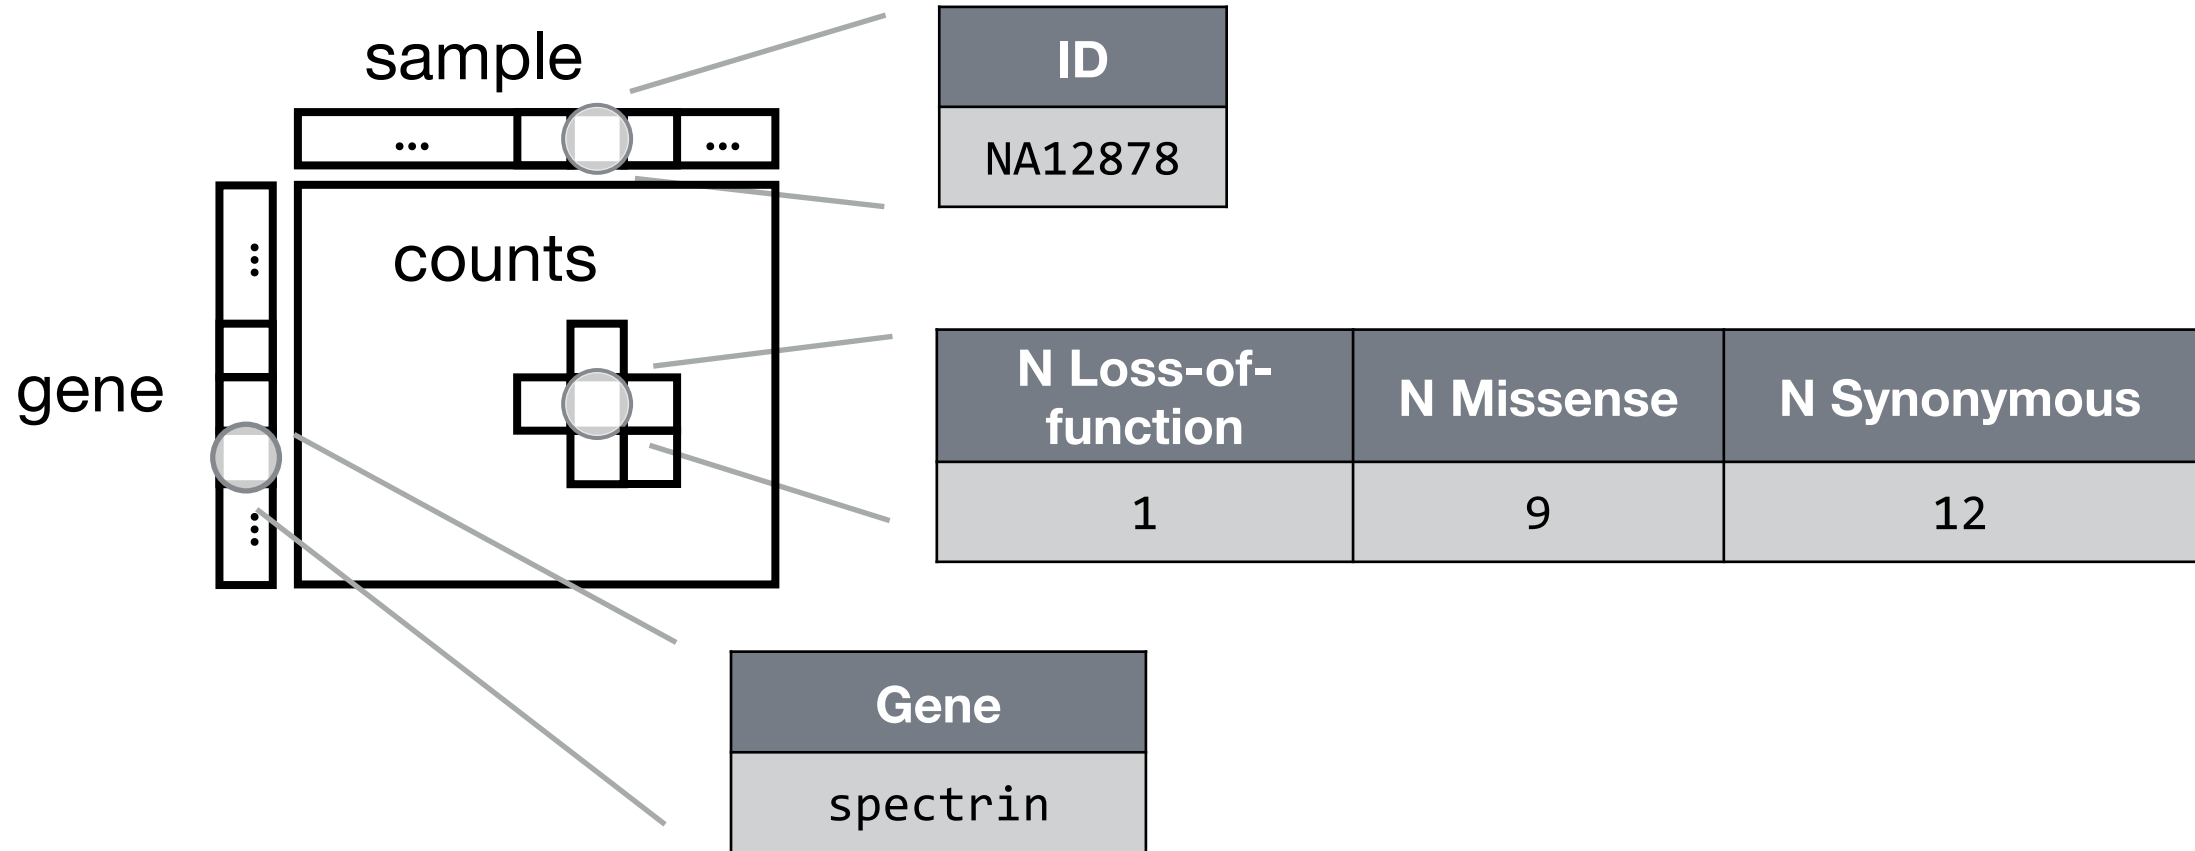 sample
...
...
ID
NA12878
...
counts
gene
N Loss-of-
function
N Missense
N Synonymous
1
9
12
...
Gene
spectrin